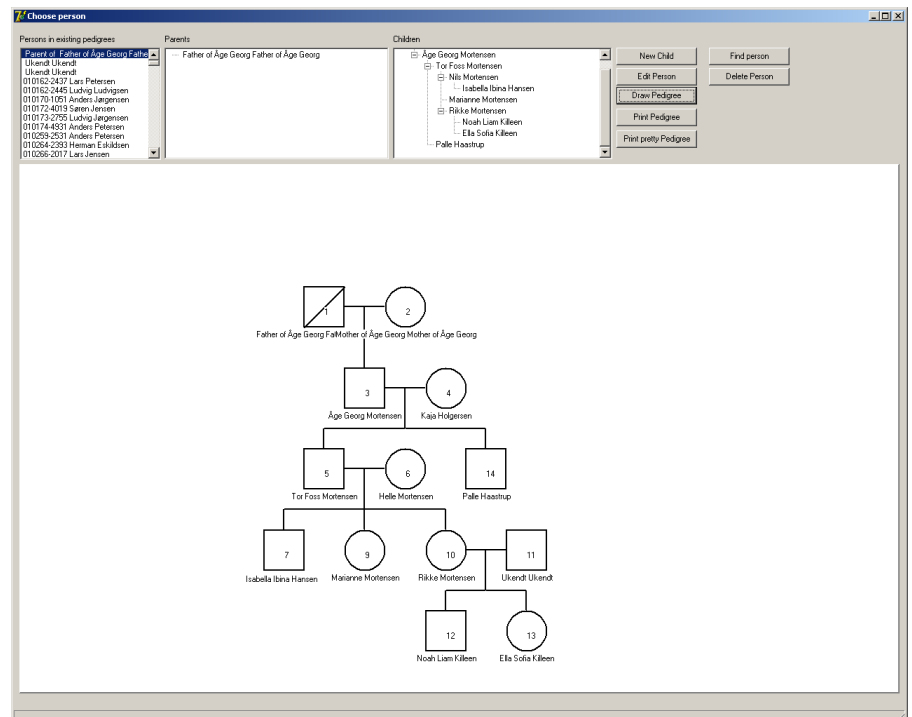 Choose person
Persons in existing pedigrees
Parents
Children
Parent of Father of Åge Georg Fathe
Ukendt Ukendt
Ukendt Ukendt
010162-2437 Lars Petersen
010162-2445 Ludvig Ludvigsen
010170-1051 Anders Jørgensen
010172-4019 Søren Jensen
010173-2755 Ludvig Jørgensen
010174-4931 Anders Petersen
010259-2531 Anders Petersen
010264-2393 Herman Eskildsen
010266-2017 Lars Jensen
Father of Åge Georg Father of Åge Georg
Åge Georg Mortensen
Tor Foss Mortensen
Nils Mortensen
Isabella Ibina Hansen
Marianne Mortensen
Rikke Mortensen
Noah Liam Killeen
Ella Sofia Killeen
Palle Haastrup
New Child
Find person
Edit Person
Delete Person
Draw Pedigree
Print Pedigree
Print pretty Pedigree
1
2
Father of Åge Georg Fat
Mother of Åge Georg Mother of Åge Georg
3
4
Åge Georg Mortensen
Kaja Holgersen
5
6
14
Tor Foss Mortensen
Helle Mortensen
Palle Haastrup
7
9
10
11
Isabella Ibina Hansen
Marianne Mortensen
Rikke Mortensen
Ukendt Ukendt
12
13
Noah Liam Killeen
Ella Sofia Killeen